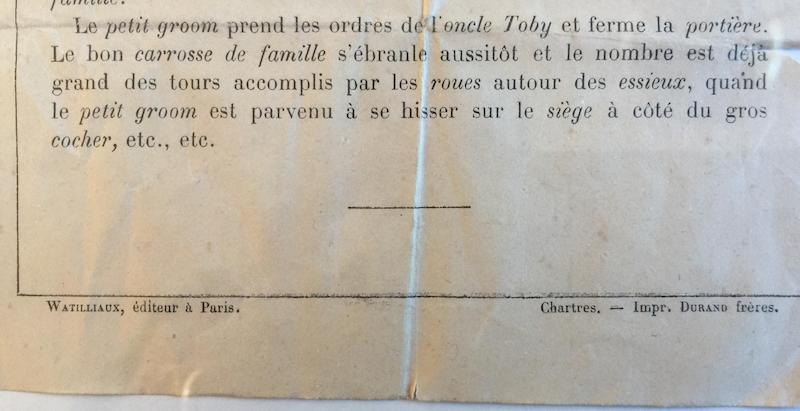 famille.
Le petit groom prend les ordres de l'oncle Toby et ferme la portière.
Le bon carrosse de famille s'ébranle aussitôt et le nombre est déjà
grand des tours accomplis par les roues autour des essieux, quand
le petit groom est parvenu à se hisser sur le siège à côté du gros
cocher, etc., etc.
WATILLIAUX, éditeur à Paris.
Chartres. — Impr. DURAND frères.